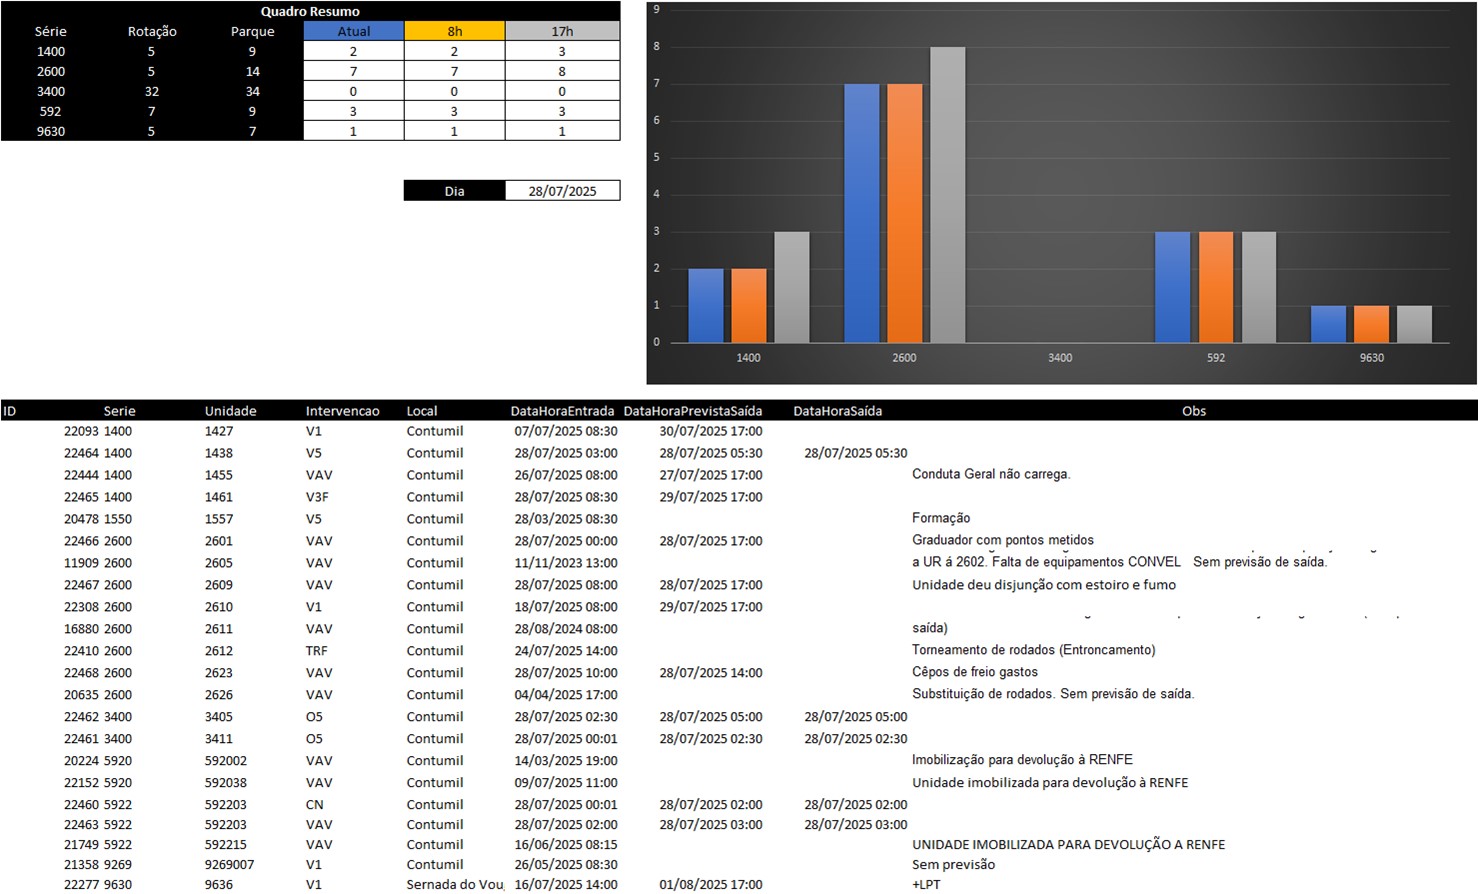 Quadro Resumo
Série Rotação Parque Atual 8h 17h
1400 5 9 2 2 3
2600 5 14 7 7 8
3400 32 34 0 0 0
592 7 9 3 3 3
9630 5 7 1 1 1
Dia 28/07/2025
9
8
7
6
5
4
3
2
1
0
1400 2600 3400 592 9630
ID Serie Unidade Intervencao Local DataHoraEntrada DataHoraPrevistaSaída DataHoraSaída Obs
22093 1400 1427 V1 Contumil 07/07/2025 08:30 30/07/2025 17:00
22464 1400 1438 V5 Contumil 28/07/2025 03:00 28/07/2025 05:30 28/07/2025 05:30
22444 1400 1455 VAV Contumil 26/07/2025 08:00 27/07/2025 17:00 Conduta Geral não carrega.
22465 1400 1461 V3F Contumil 28/07/2025 08:30 29/07/2025 17:00
20478 1550 1557 V5 Contumil 28/03/2025 08:30 Formação
22466 2600 2601 VAV Contumil 28/07/2025 00:00 28/07/2025 17:00 Graduador com pontos metidos
11909 2600 2605 VAV Contumil 11/11/2023 13:00 a UR á 2602. Falta de equipamentos CONVEL Sem previsão de saída.
22467 2600 2609 VAV Contumil 28/07/2025 08:00 28/07/2025 17:00 Unidade deu disjunção com estoiro e fumo
22308 2600 2610 V1 Contumil 18/07/2025 08:00 29/07/2025 17:00
16880 2600 2611 VAV Contumil 28/08/2024 08:00 saída)
22410 2600 2612 TRF Contumil 24/07/2025 14:00 Torneamento de rodados (Entroncamento)
22468 2600 2623 VAV Contumil 28/07/2025 10:00 28/07/2025 14:00 Cêpos de freio gastos
20635 2600 2626 VAV Contumil 04/04/2025 17:00 Substituição de rodados. Sem previsão de saída.
22462 3400 3405 O5 Contumil 28/07/2025 02:30 28/07/2025 05:00 28/07/2025 05:00
22461 3400 3411 O5 Contumil 28/07/2025 00:01 28/07/2025 02:30 28/07/2025 02:30
20224 5920 592002 VAV Contumil 14/03/2025 19:00 Imobilização para devolução à RENFE
22152 5920 592038 VAV Contumil 09/07/2025 11:00 Unidade imobilizada para devolução à RENFE
22460 5922 592203 CN Contumil 28/07/2025 00:01 28/07/2025 02:00 28/07/2025 02:00
22463 5922 592203 VAV Contumil 28/07/2025 02:00 28/07/2025 03:00 28/07/2025 03:00
21749 5922 592215 VAV Contumil 16/06/2025 08:15 UNIDADE IMOBILIZADA PARA DEVOLUÇÃO A RENFE
21358 9269 9269007 V1 Contumil 26/05/2025 08:30 Sem previsão
22277 9630 9636 V1 Sernada do Vou 16/07/2025 14:00 01/08/2025 17:00 +LPT